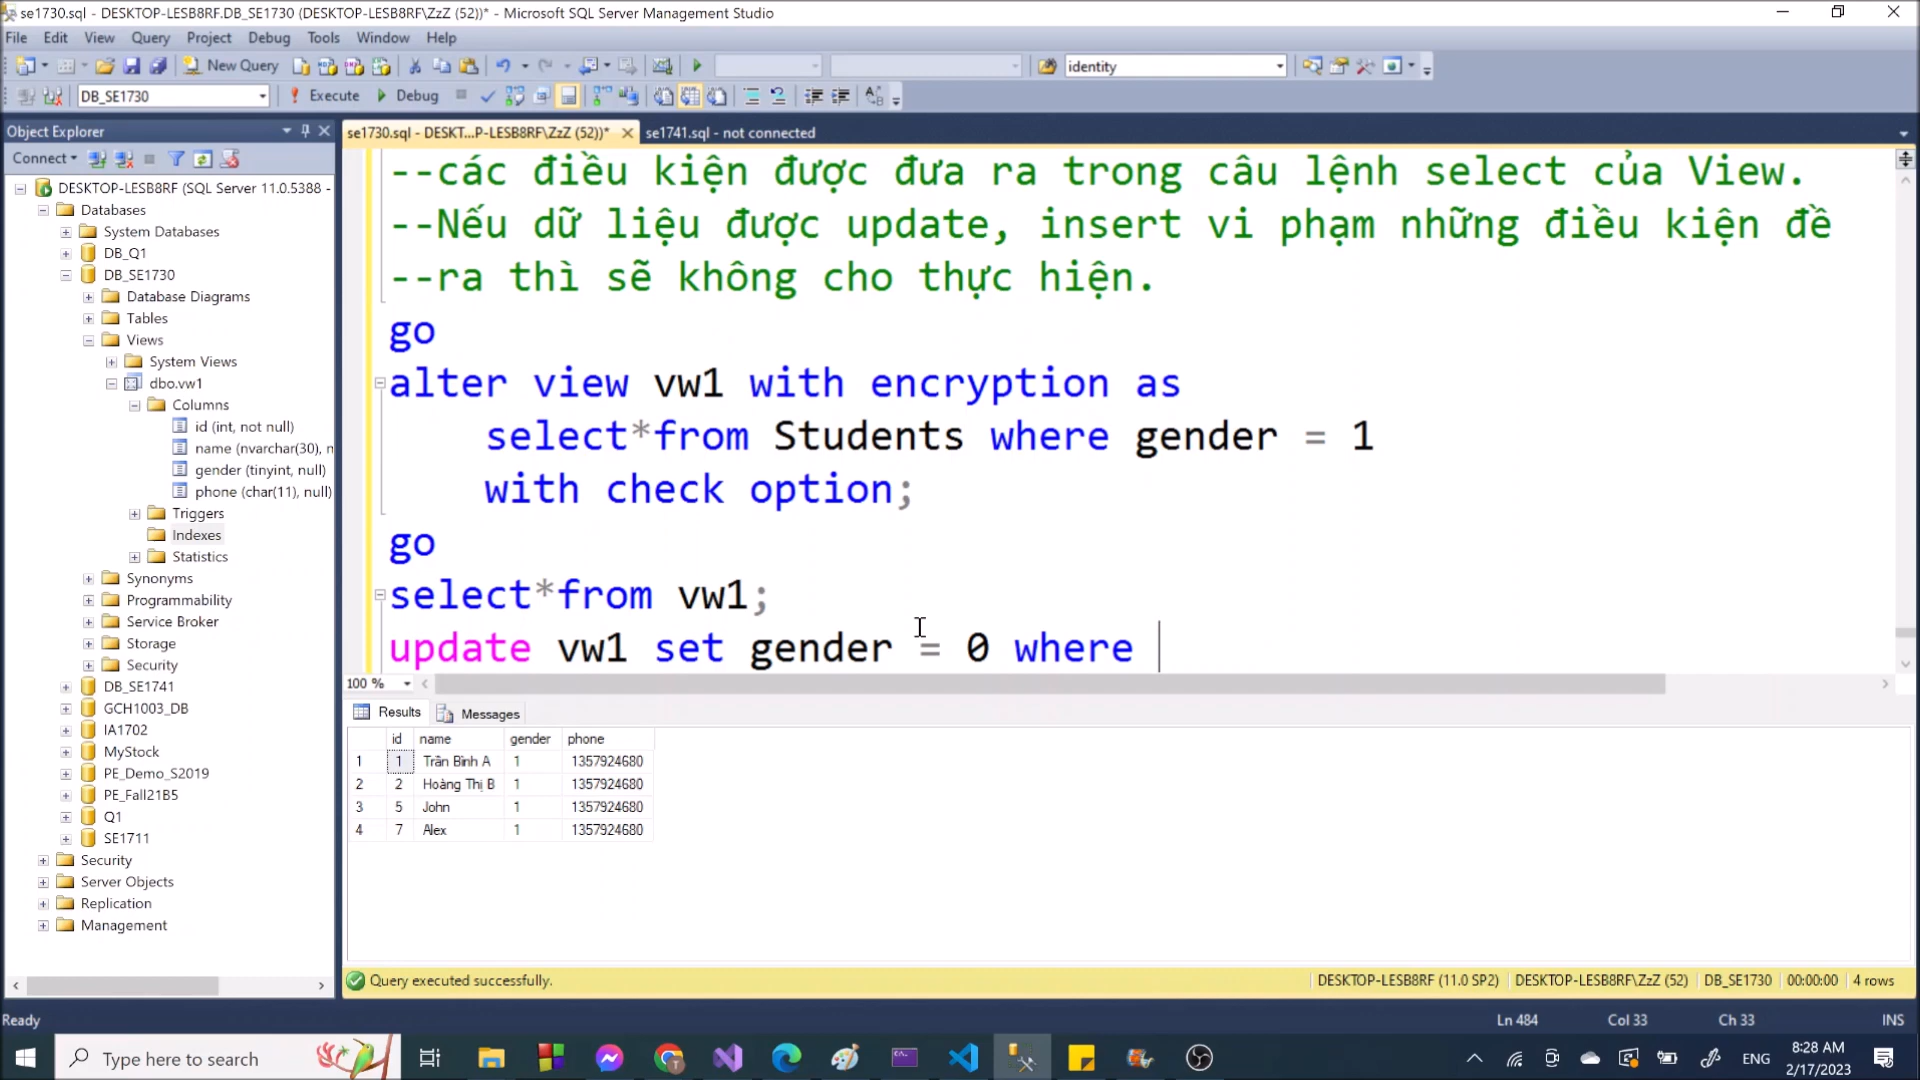 se1730.sql - DESKTOP-LESB8RF.DB_SE1730 (DESKTOP-LESB8RF\ZzZ (52))* - Microsoft SQL Server Management Studio
File Edit View Query Project Debug Tools Window Help
New Query identity
DB_SE1730 Execute Debug
Object Explorer
se1730.sql - DESKT...P-LESB8RF\ZzZ (52))* se1741.sql - not connected
Connect
DESKTOP-LESB8RF (SQL Server 11.0.5388 -
Databases
System Databases
DB_Q1
DB_SE1730
Database Diagrams
Tables
Views
System Views
dbo.vw1
Columns
id (int, not null)
name (nvarchar(30), n
gender (tinyint, null)
phone (char(11), null)
Triggers
Indexes
Statistics
Synonyms
Programmability
Service Broker
Storage
Security
DB_SE1741
GCH1003_DB
IA1702
MyStock
PE_Demo_S2019
PE_Fall21B5
Q1
SE1711
Security
Server Objects
Replication
Management
--các điều kiện được đưa ra trong câu lệnh select của View.
--Nếu dữ liệu được update, insert vi phạm những điều kiện đề
--ra thì sẽ không cho thực hiện.
go
alter view vw1 with encryption as
select*from Students where gender = 1
with check option;
go
select*from vw1;
update vw1 set gender = 0 where
100 %
Results Messages
id name gender phone
1 1 Trần Bình A 1 1357924680
2 2 Hoàng Thị B 1 1357924680
3 5 John 1 1357924680
4 7 Alex 1 1357924680
Query executed successfully. DESKTOP-LESB8RF (11.0 SP2) DESKTOP-LESB8RF\ZzZ (52) DB_SE1730 00:00:00 4 rows
Ready Ln 484 Col 33 Ch 33 INS
Type here to search
ENG
8:28 AM
2/17/2023